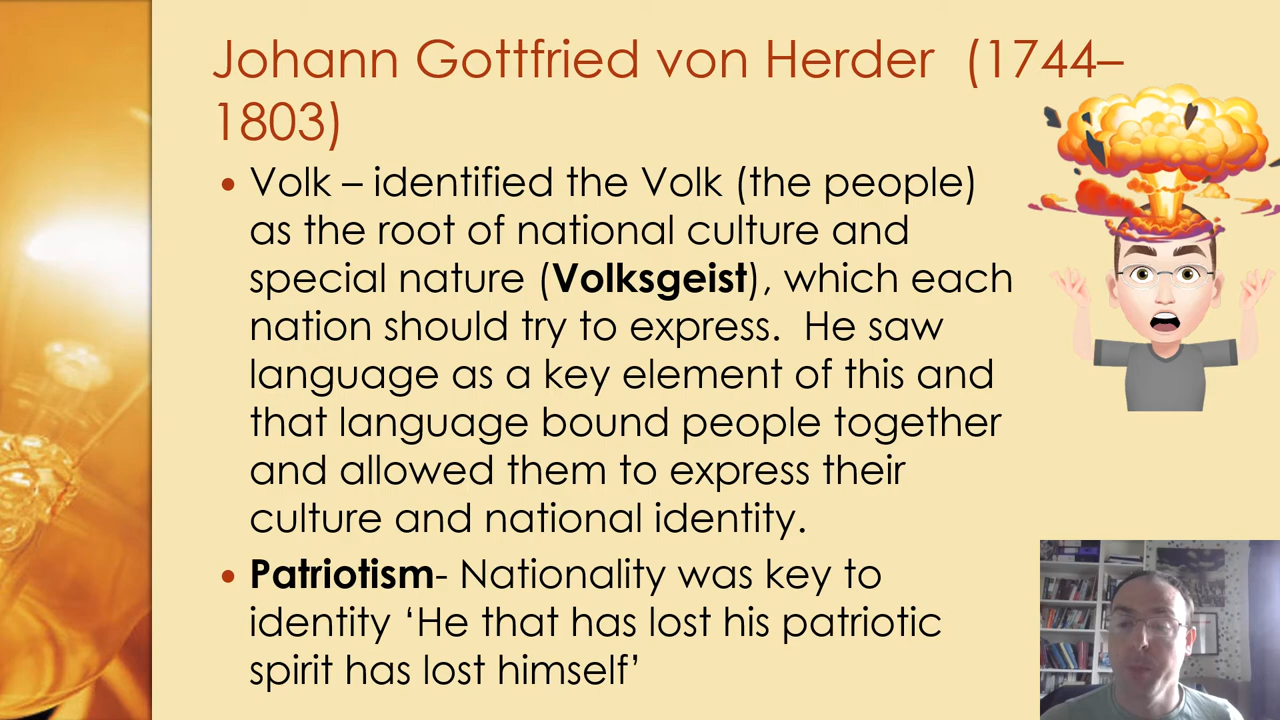 Johann Gottfried von Herder (1744–
1803)
• Volk – identified the Volk (the people)
as the root of national culture and
special nature (Volksgeist), which each
nation should try to express. He saw
language as a key element of this and
that language bound people together
and allowed them to express their
culture and national identity.
• Patriotism- Nationality was key to
identity ‘He that has lost his patriotic
spirit has lost himself’